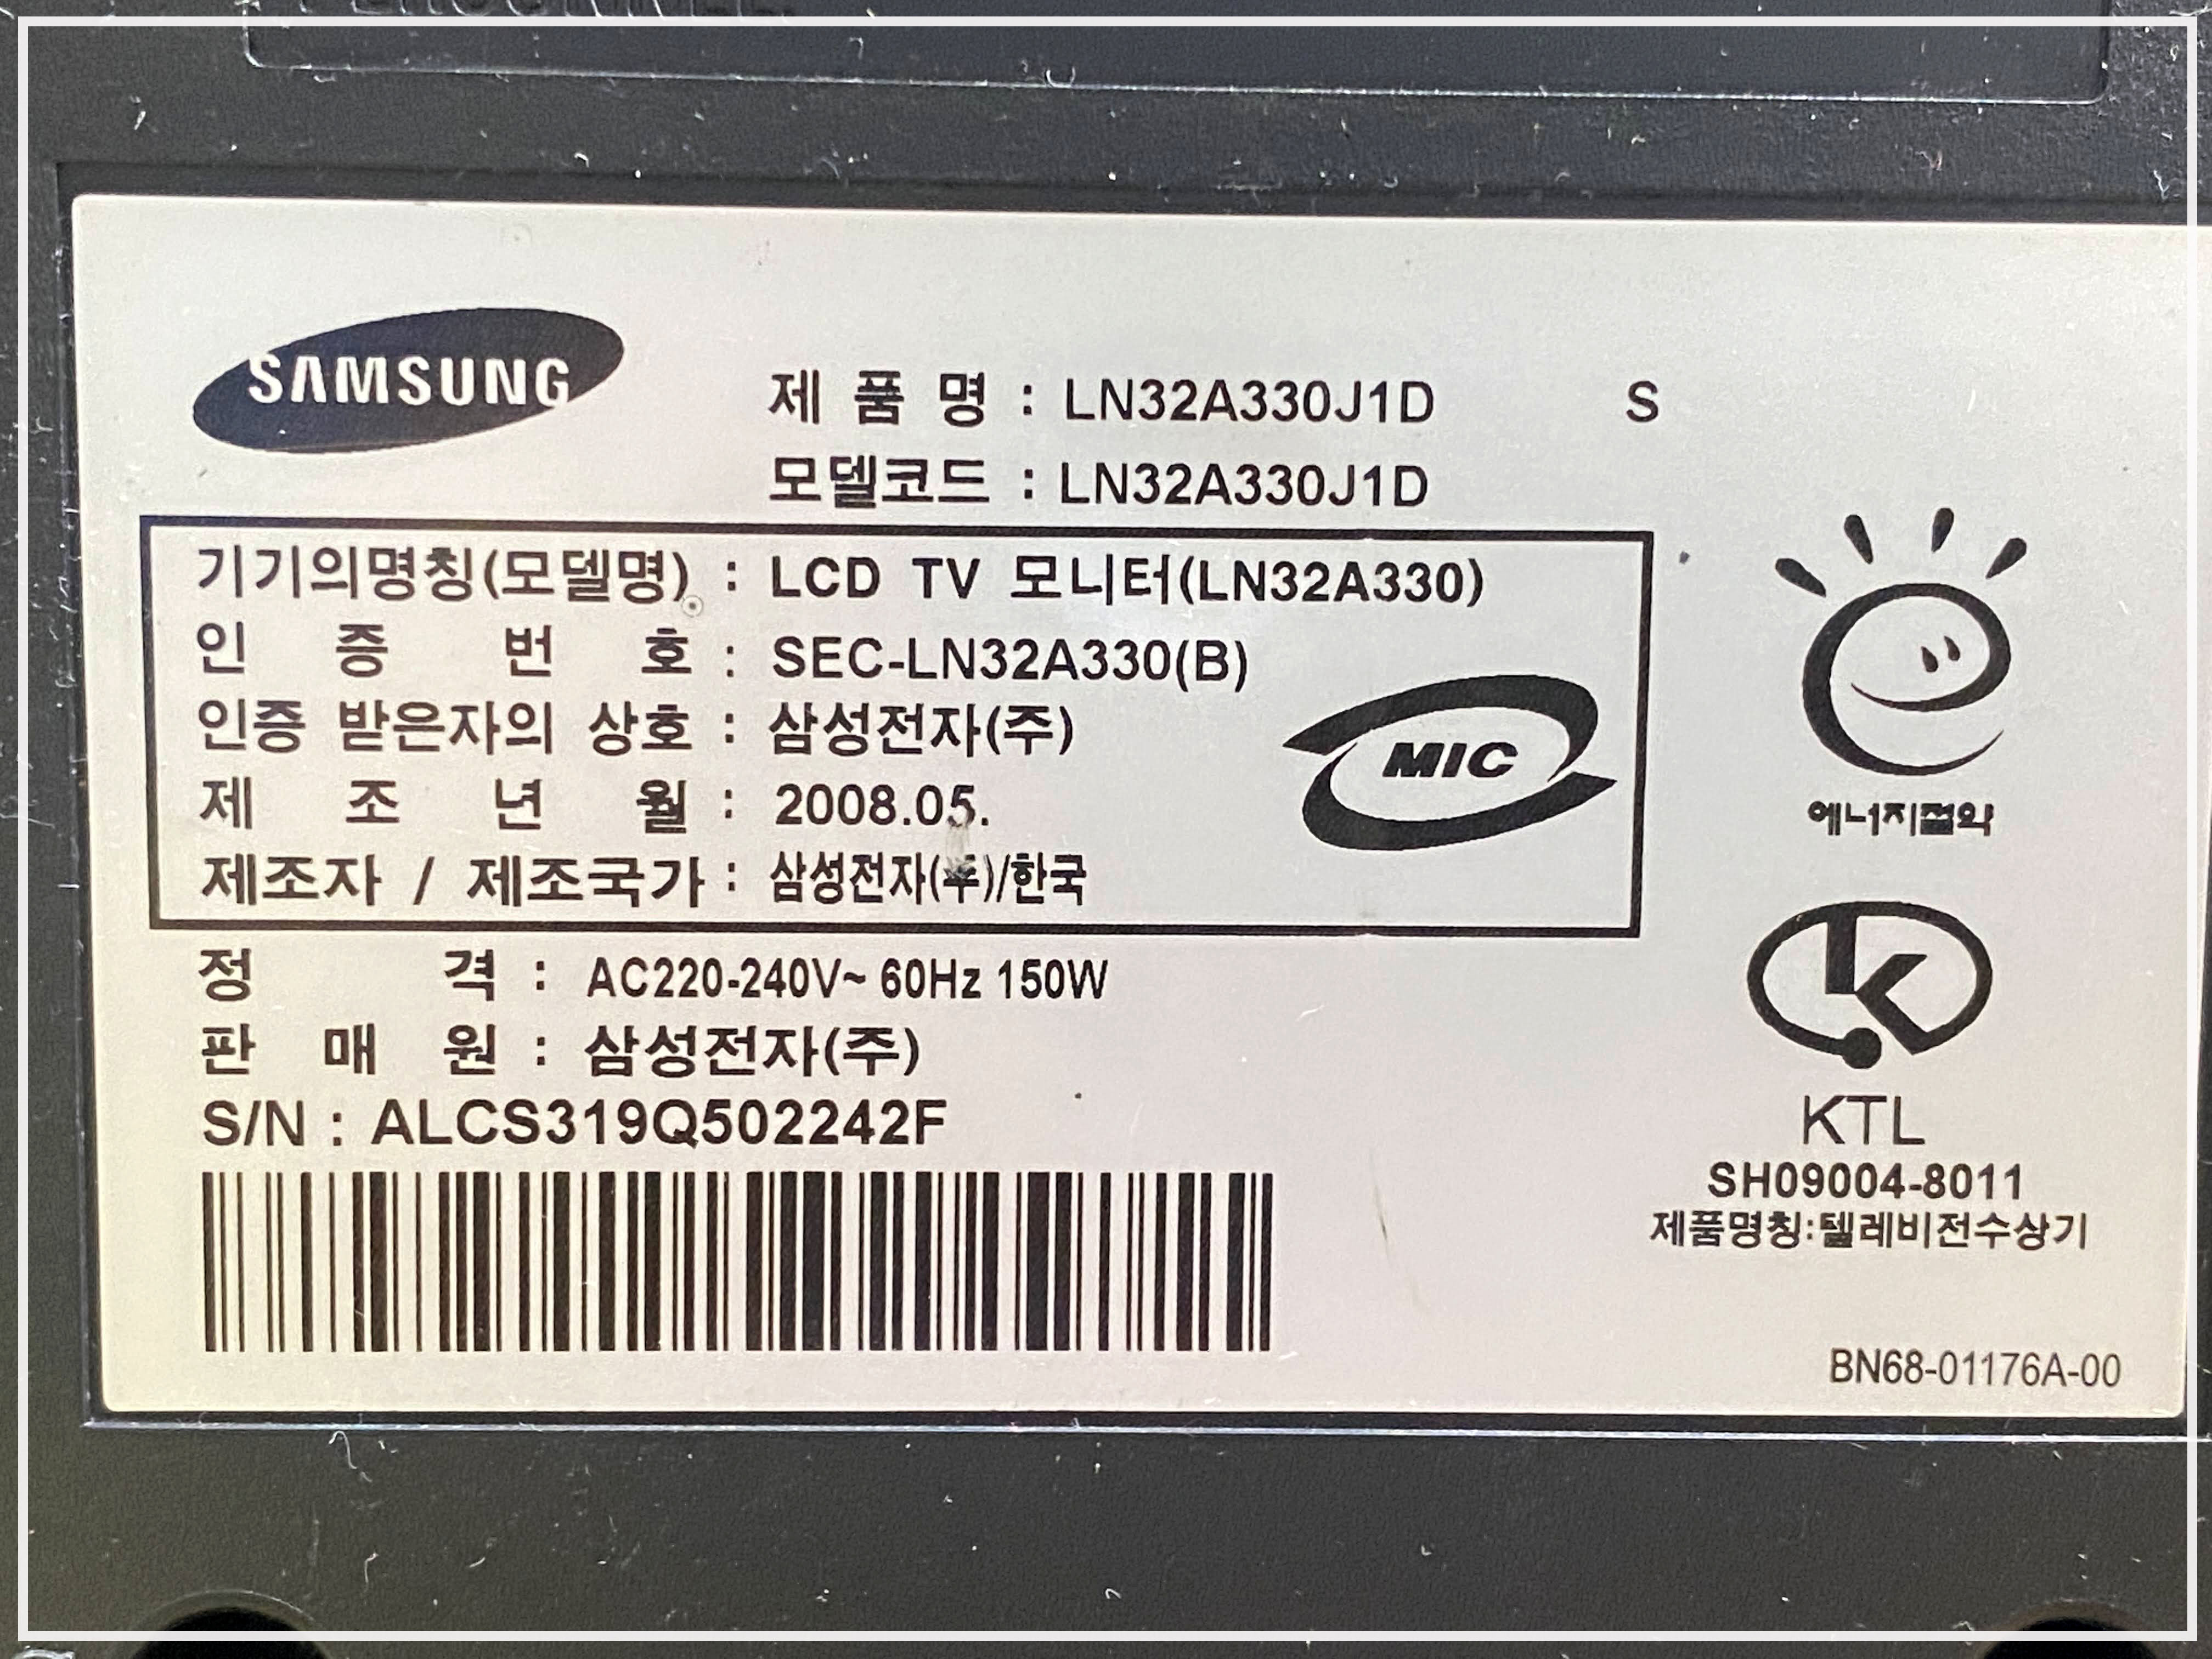 SAMSUNG
제 품 명 : LN32A330J1D S
모델코드 : LN32A330J1D
기기의명칭(모델명) : LCD TV 모니터(LN32A330)
인 증 번 호 : SEC-LN32A330(B)
인증 받은자의 상호 : 삼성전자(주)
제 조 년 월 : 2008.05.
제조자 / 제조국가 : 삼성전자(주)/한국
MIC
에너지절약
정 격 : AC220-240V~ 60Hz 150W
판 매 원 : 삼성전자(주)
S/N : ALCS319Q502242F
KTL
SH09004-8011
제품명칭:텔레비전수상기
BN68-01176A-00